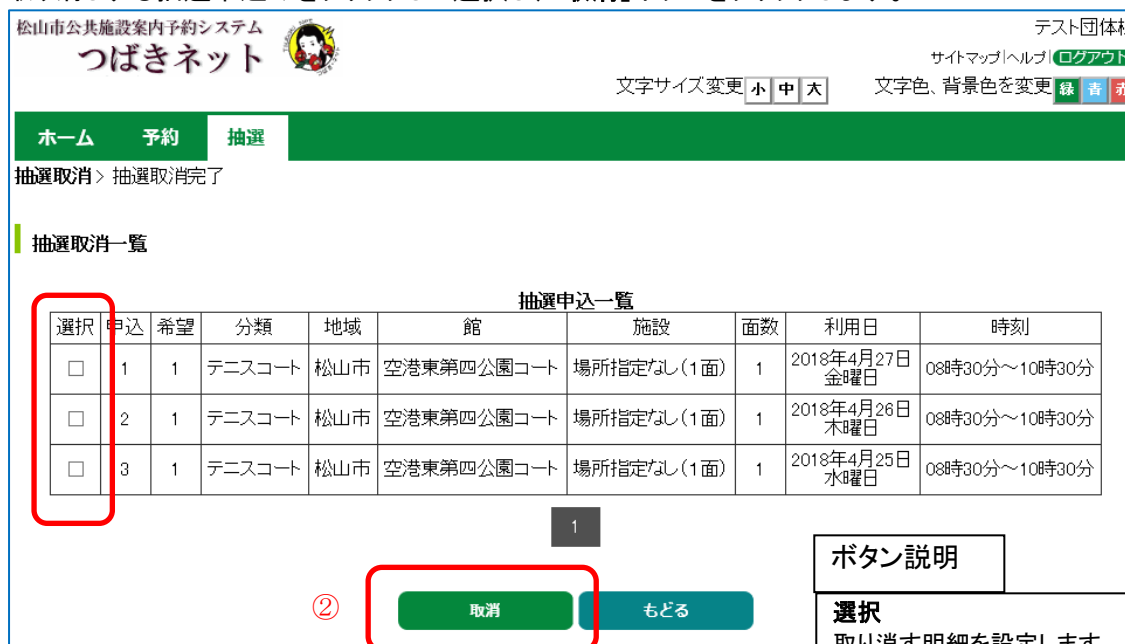 松山市公共施設案内予約システム
つばきネット
テスト団体様
サイトマップ|ヘルプ|ログアウト
文字サイズ変更 小 中 大 文字色、背景色を変更 緑 青 赤
ホーム 予約 抽選
抽選取消> 抽選取消完了
抽選取消一覧
抽選申込一覧
選択 申込 希望 分類 地域 館 施設 面数 利用日 時刻
□ 1 1 テニスコート 松山市 空港東第四公園コート 場所指定なし(1面) 1 2018年4月27日 金曜日 08時30分～10時30分
□ 2 1 テニスコート 松山市 空港東第四公園コート 場所指定なし(1面) 1 2018年4月26日 木曜日 08時30分～10時30分
□ 3 1 テニスコート 松山市 空港東第四公園コート 場所指定なし(1面) 1 2018年4月25日 水曜日 08時30分～10時30分
1
ボタン説明
② 取消 もどる
選択
取り消す明細を設定します